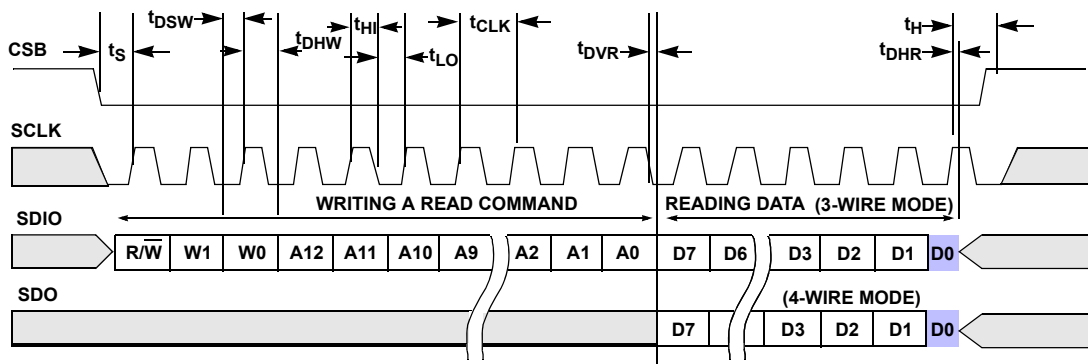 tDSW tHI tCLK tH
CSB tS tDHW tLO tDVR tDHR
SCLK
WRITING A READ COMMAND READING DATA (3-WIRE MODE)
SDIO
R/W̅ W1 W0 A12 A11 A10 A9 A2 A1 A0 D7 D6 D3 D2 D1 D0
SDO
(4-WIRE MODE)
D7 D3 D2 D1 D0